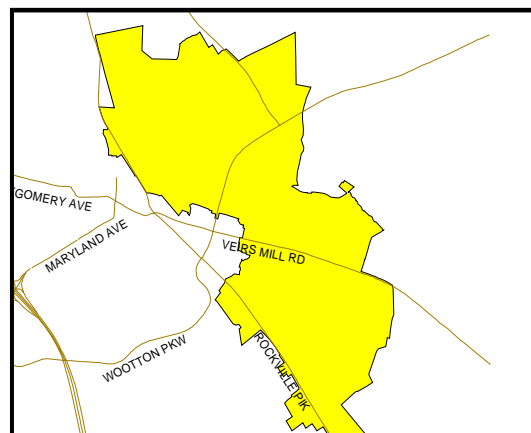 GOMERY AVE
MARYLAND AVE
VEIRS MILL RD
WOOTTON PKW
ROCKVILLE PIK